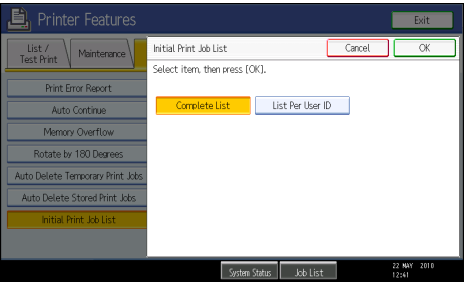 Printer Features
Exit
List /
Test Print
Maintenance
Initial Print Job List
Cancel
OK
Select item, then press [OK].
Print Error Report
Auto Continue
Memory Overflow
Rotate by 180 Degrees
Auto Delete Temporary Print Jobs
Auto Delete Stored Print Jobs
Initial Print Job List
Complete List
List Per User ID
System Status
Job List
22 MAY 2010
12:41